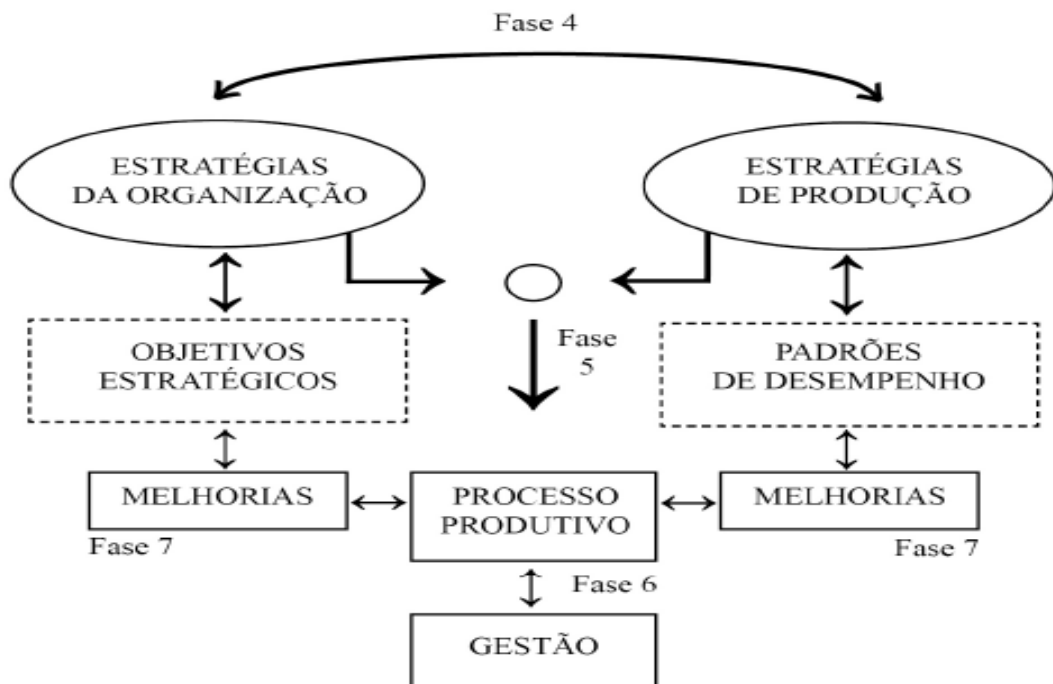 Fase 4
ESTRATÉGIAS
DA ORGANIZAÇÃO
ESTRATÉGIAS
DE PRODUÇÃO
Fase
5
OBJETIVOS
ESTRATÉGICOS
PADRÕES
DE DESEMPENHO
MELHORIAS
PROCESSO
PRODUTIVO
MELHORIAS
Fase 7
Fase 7
Fase 6
GESTÃO